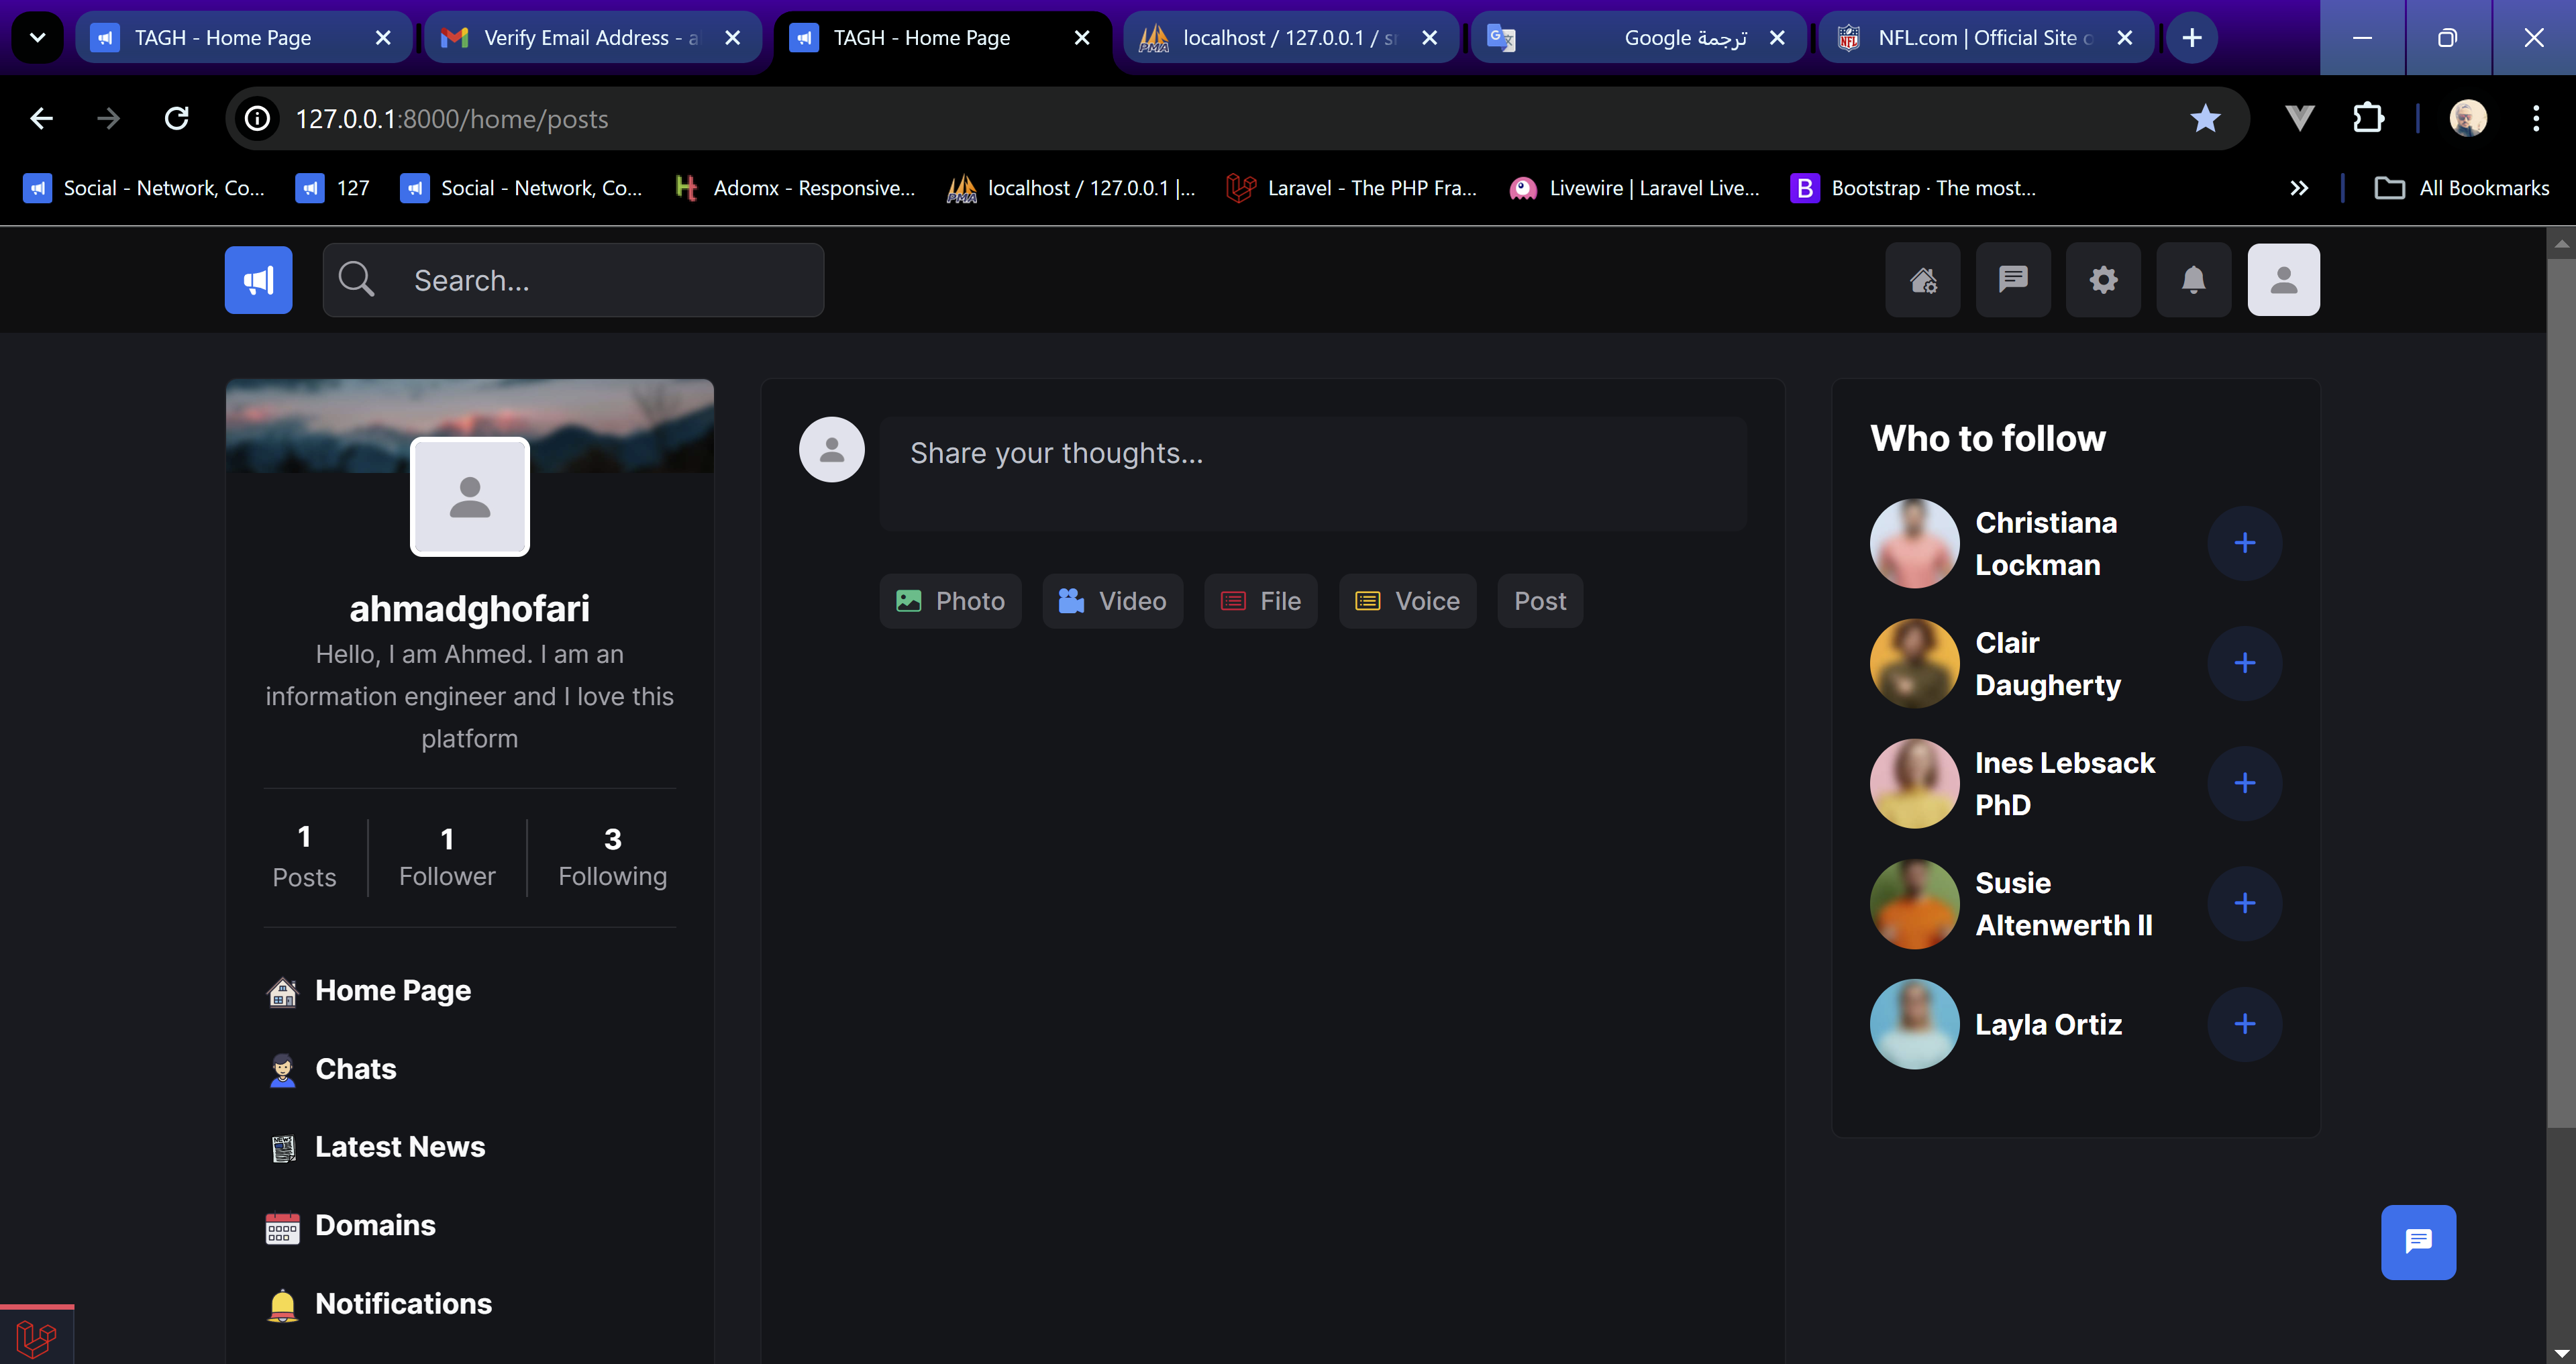 TAGH - Home Page
Verify Email Address -
TAGH - Home Page
localhost / 127.0.0.1 /
ترجمة Google
NFL.com | Official Site
127.0.0.1:8000/home/posts
Social - Network, Co...
127
Social - Network, Co...
Adomx - Responsive...
PMA
localhost / 127.0.0.1 |...
Laravel - The PHP Fra...
Livewire | Laravel Live...
B
Bootstrap · The most...
All Bookmarks
Search...
ahmadghofari
Hello, I am Ahmed. I am an
information engineer and I love this
platform
1
Posts
1
Follower
3
Following
Home Page
Chats
Latest News
Domains
Notifications
Share your thoughts...
Photo
Video
File
Voice
Post
Who to follow
Christiana
Lockman
Clair
Daugherty
Ines Lebsack
PhD
Susie
Altenwerth II
Layla Ortiz